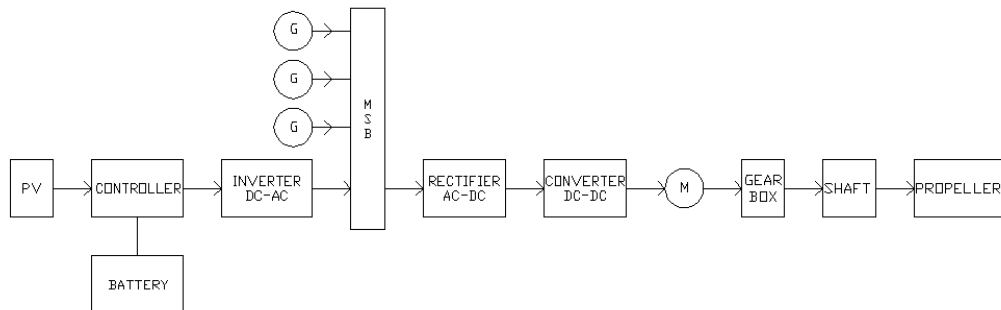 G
G
G
M
S
B
PV
CONTROLLER
INVERTER
DC-AC
RECTIFIER
AC-DC
CONVERTER
DC-DC
M
GEAR
BOX
SHAFT
PROPELLER
BATTERY